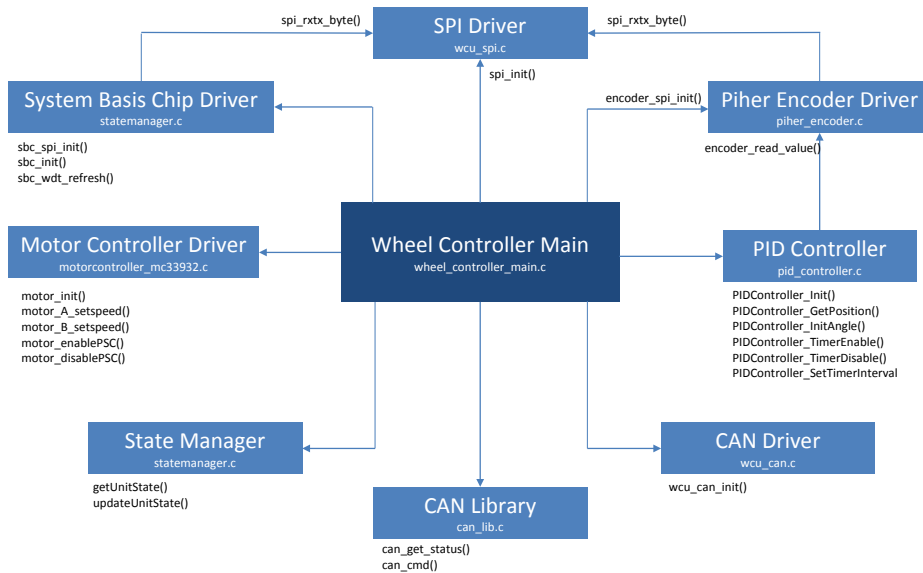 spi_rxtx_byte()
SPI Driver
wcu_spi.c
spi_rxtx_byte()
spi_init()
System Basis Chip Driver
statemanager.c
sbc_spi_init()
sbc_init()
sbc_wdt_refresh()
encoder_spi_init()
Piher Encoder Driver
piher_encoder.c
encoder_read_value()
Motor Controller Driver
motorcontroller_mc33932.c
motor_init()
motor_A_setspeed()
motor_B_setspeed()
motor_enablePSC()
motor_disablePSC()
Wheel Controller Main
wheel_controller_main.c
PID Controller
pid_controller.c
PIDController_Init()
PIDController_GetPosition()
PIDController_InitAngle()
PIDController_TimerEnable()
PIDController_TimerDisable()
PIDController_SetTimerInterval
State Manager
statemanager.c
getUnitState()
updateUnitState()
CAN Library
can_lib.c
can_get_status()
can_cmd()
CAN Driver
wcu_can.c
wcu_can_init()